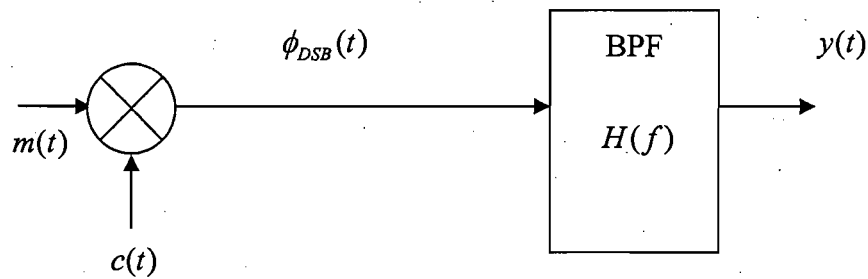 ϕ_DSB(t)
BPF
y(t)
m(t)
H(f)
c(t)